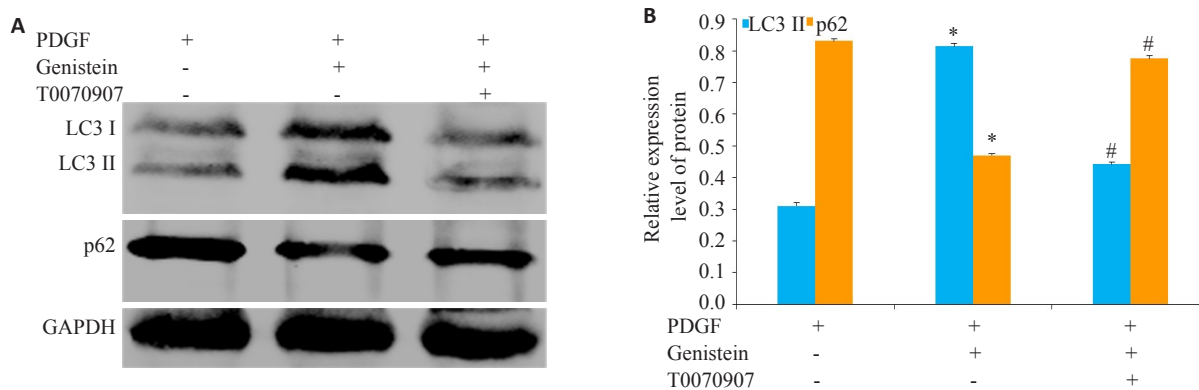 A
PDGF + + +
Genistein - + +
T0070907 - - +
LC3 I
LC3 II
p62
GAPDH
B
LC3 II p62
Relative expression
level of protein
0.9
0.8
0.7
0.6
0.5
0.4
0.3
0.2
0.1
0.0
* * # #
PDGF + + +
Genistein - + +
T0070907 - - +